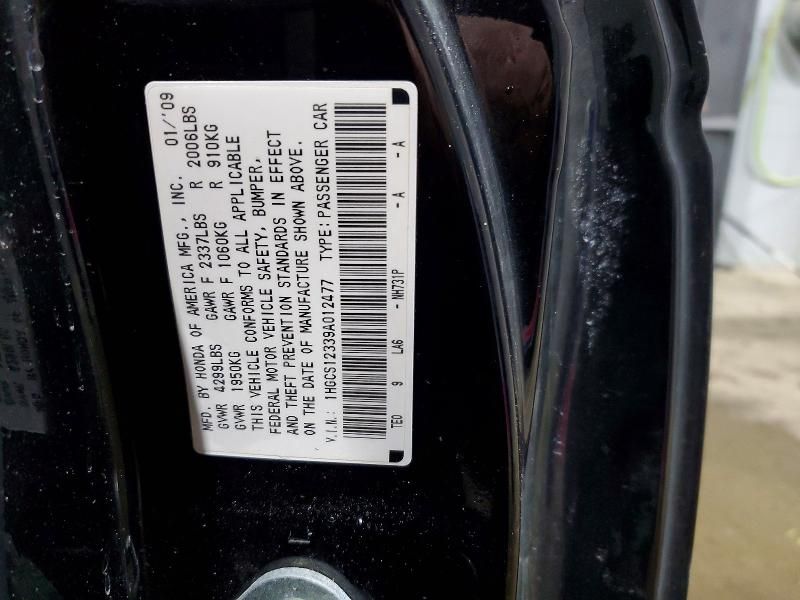 MFD. BY HONDA OF AMERICA MFG., INC. 01/'09
GVWR 4299LBS GAWR F 2337LBS R 2006LBS
GVWR 1950KG GAWR F 1060KG R 910KG
THIS VEHICLE CONFORMS TO ALL APPLICABLE
FEDERAL MOTOR VEHICLE SAFETY, BUMPER,
AND THEFT PREVENTION STANDARDS IN EFFECT
ON THE DATE OF MANUFACTURE SHOWN ABOVE.
V.I.N.: 1HGCS12339A012477 TYPE: PASSENGER CAR
TE0 9 LA6 - NH731P - A - A